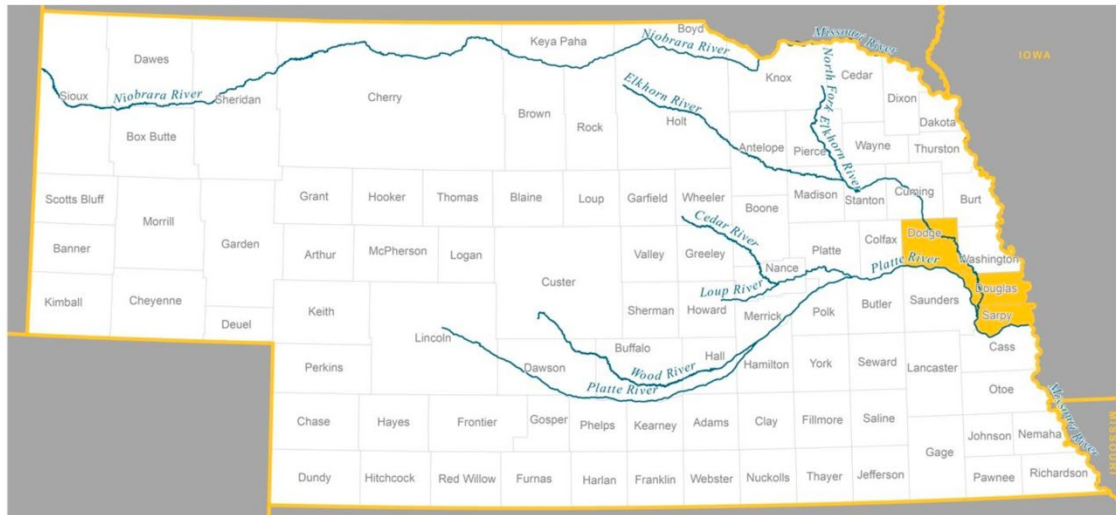 Boyd
Keya Paha
Niobrara River
Missouri River
IOWA
Dawes
Knox
Cedar
North Fork Elkhorn River
Sioux
Niobrara River
Sheridan
Cherry
Elkhorn River
Dixon
Brown
Rock
Holt
Dakota
Box Butte
Antelope
Pierce
Wayne
Thurston
Scotts Bluff
Grant
Hooker
Thomas
Blaine
Loup
Garfield
Wheeler
Madison
Stanton
Cuming
Burt
Morrill
Boone
Cedar River
Banner
Garden
Arthur
McPherson
Logan
Valley
Greeley
Platte
Colfax
Dodge
Washington
Custer
Nance
Platte River
Kimball
Cheyenne
Keith
Loup River
Douglas
Deuel
Sherman
Howard
Merrick
Polk
Butler
Saunders
Sarpy
Lincoln
Buffalo
Hall
Cass
Perkins
Dawson
Wood River
Hamilton
York
Seward
Lancaster
Platte River
Otoe
Missouri River
Chase
Hayes
Frontier
Gosper
Phelps
Kearney
Adams
Clay
Fillmore
Saline
MISSOURI
Johnson
Nemaha
Gage
Dundy
Hitchcock
Red Willow
Furnas
Harlan
Franklin
Webster
Nuckolls
Thayer
Jefferson
Pawnee
Richardson